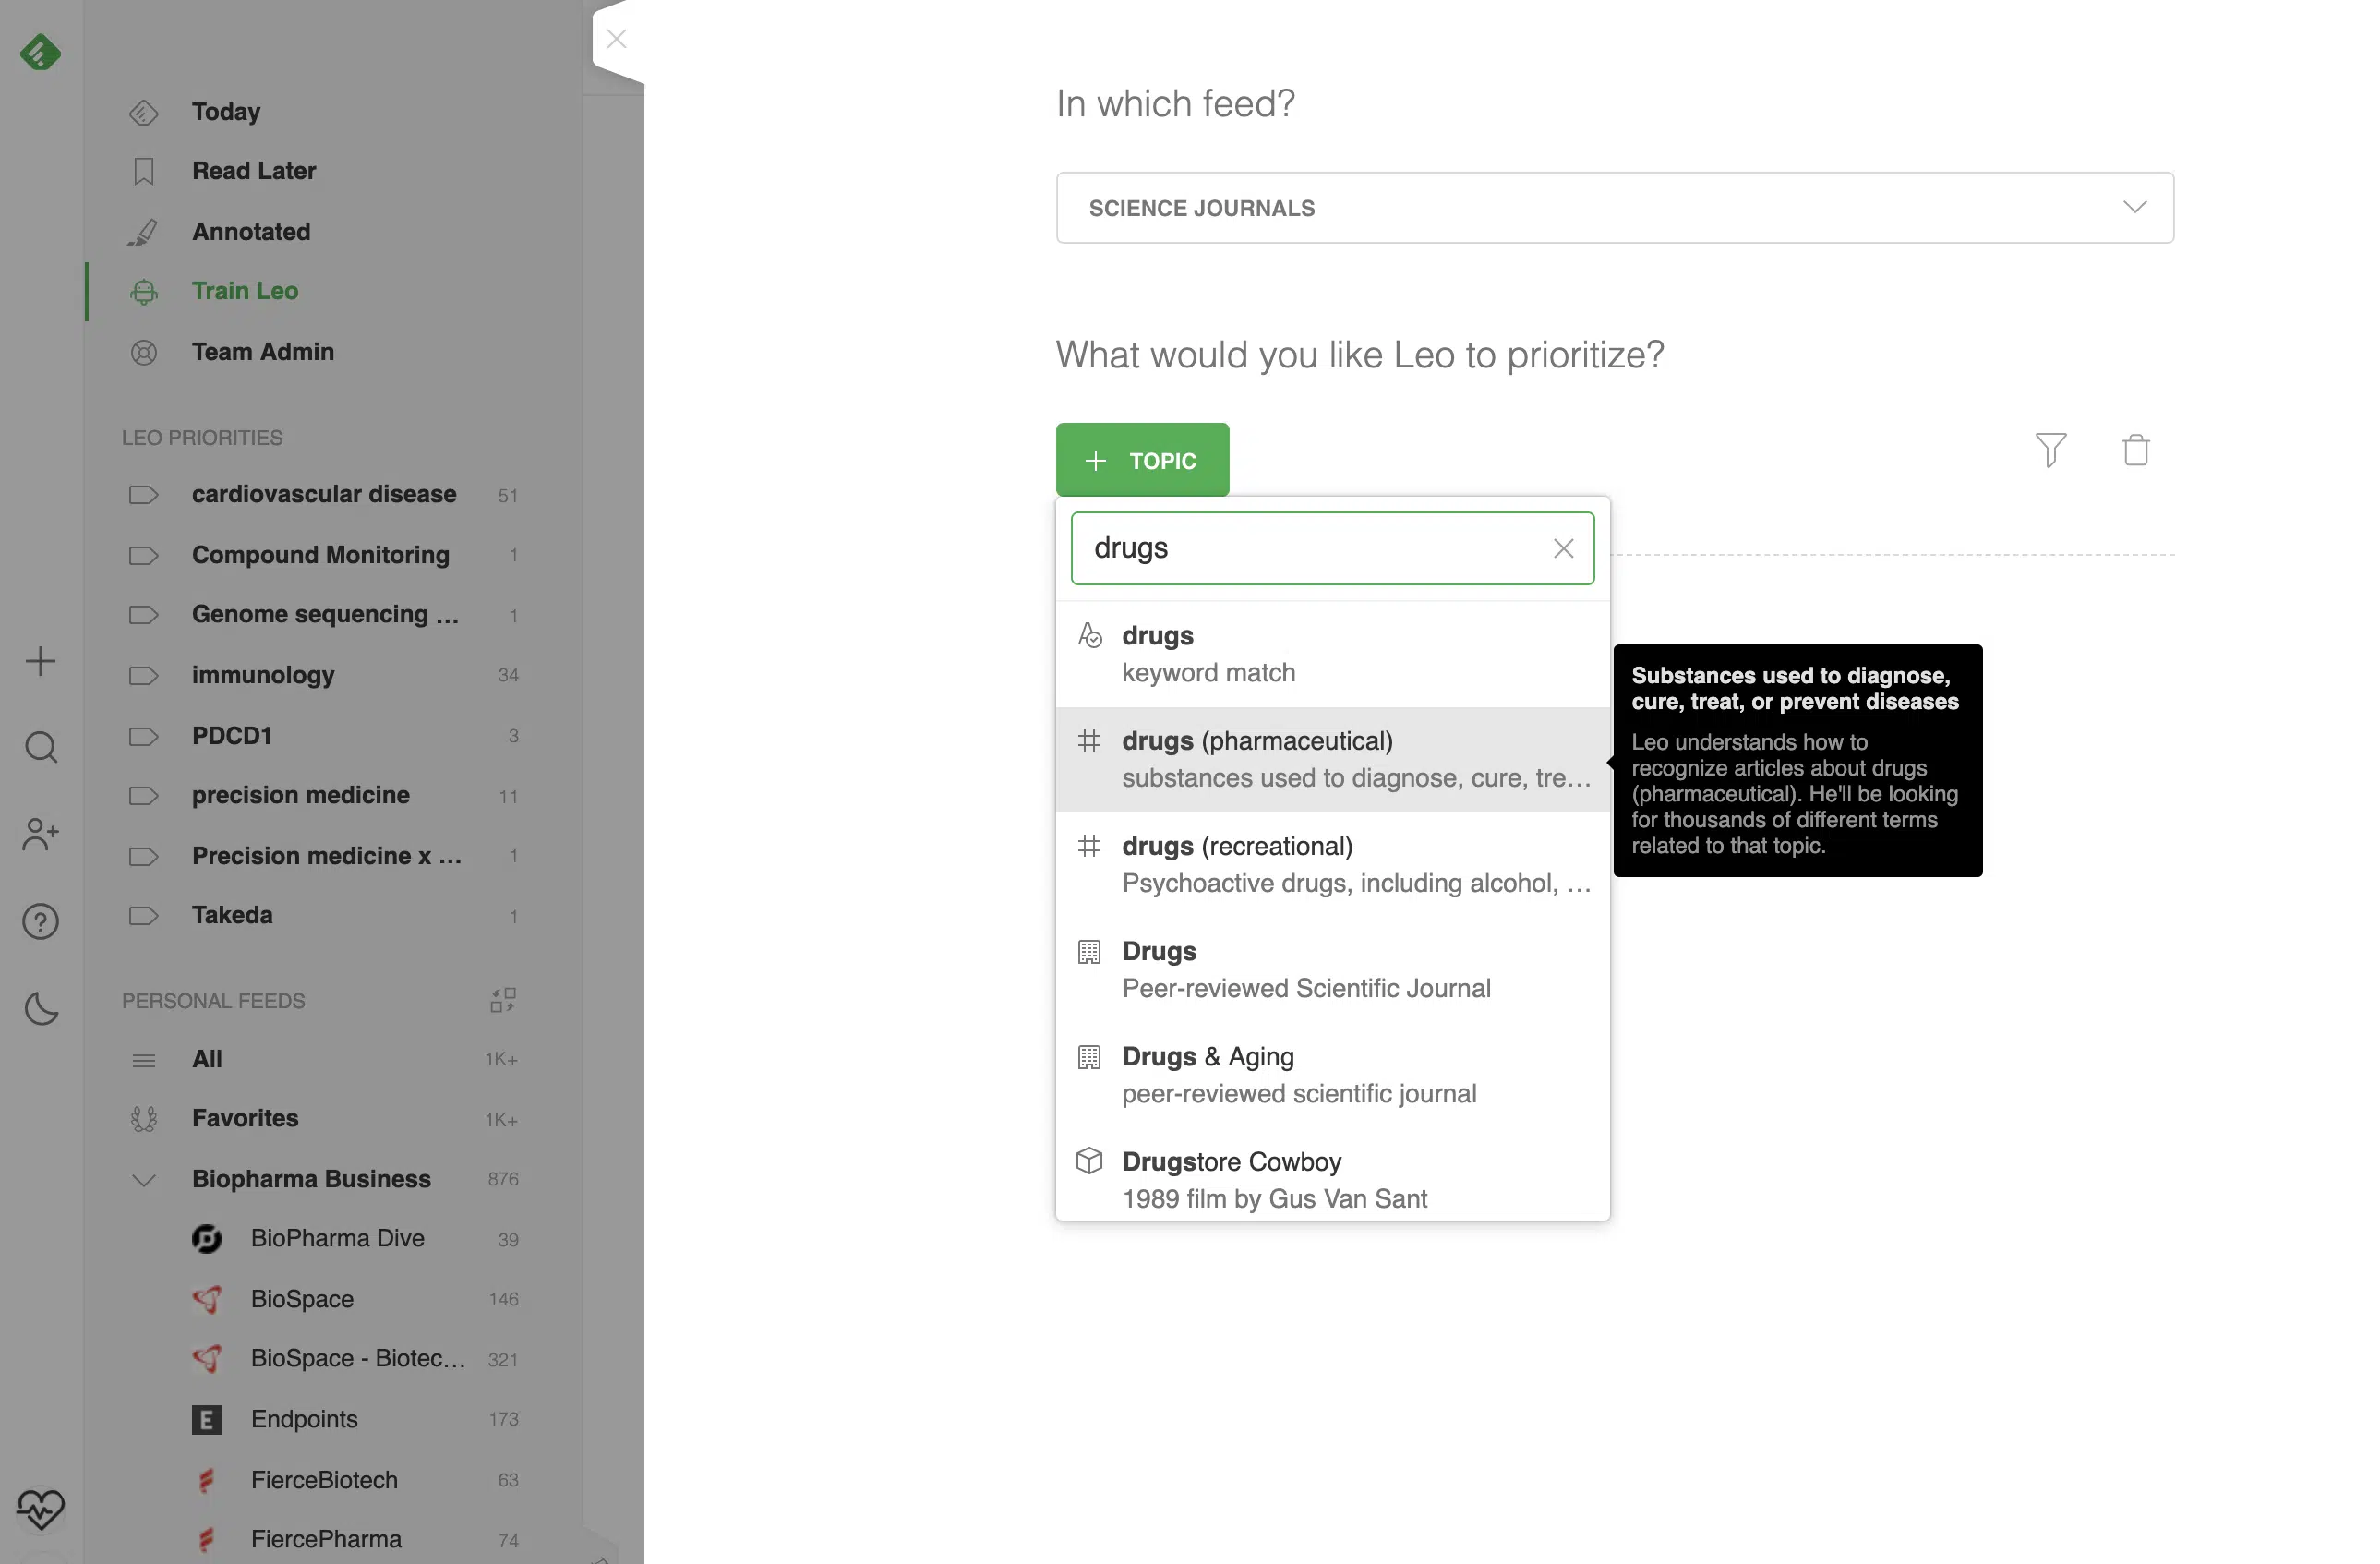 Today
Read Later
Annotated
Train Leo
Team Admin
LEO PRIORITIES
cardiovascular disease 51
Compound Monitoring 1
Genome sequencing ... 1
immunology 34
PDCD1 3
precision medicine 11
Precision medicine x ... 1
Takeda 1
PERSONAL FEEDS
All 1K+
Favorites 1K+
Biopharma Business 876
BioPharma Dive 39
BioSpace 146
BioSpace - Biotec... 321
E Endpoints 173
FierceBiotech 63
FiercePharma 74
In which feed?
SCIENCE JOURNALS
What would you like Leo to prioritize?
+ TOPIC
drugs
drugs
keyword match
drugs (pharmaceutical)
substances used to diagnose, cure, tre...
drugs (recreational)
Psychoactive drugs, including alcohol, ...
Drugs
Peer-reviewed Scientific Journal
Drugs & Aging
peer-reviewed scientific journal
Drugstore Cowboy
1989 film by Gus Van Sant
Substances used to diagnose,
cure, treat, or prevent diseases
Leo understands how to
recognize articles about drugs
(pharmaceutical). He'll be looking
for thousands of different terms
related to that topic.